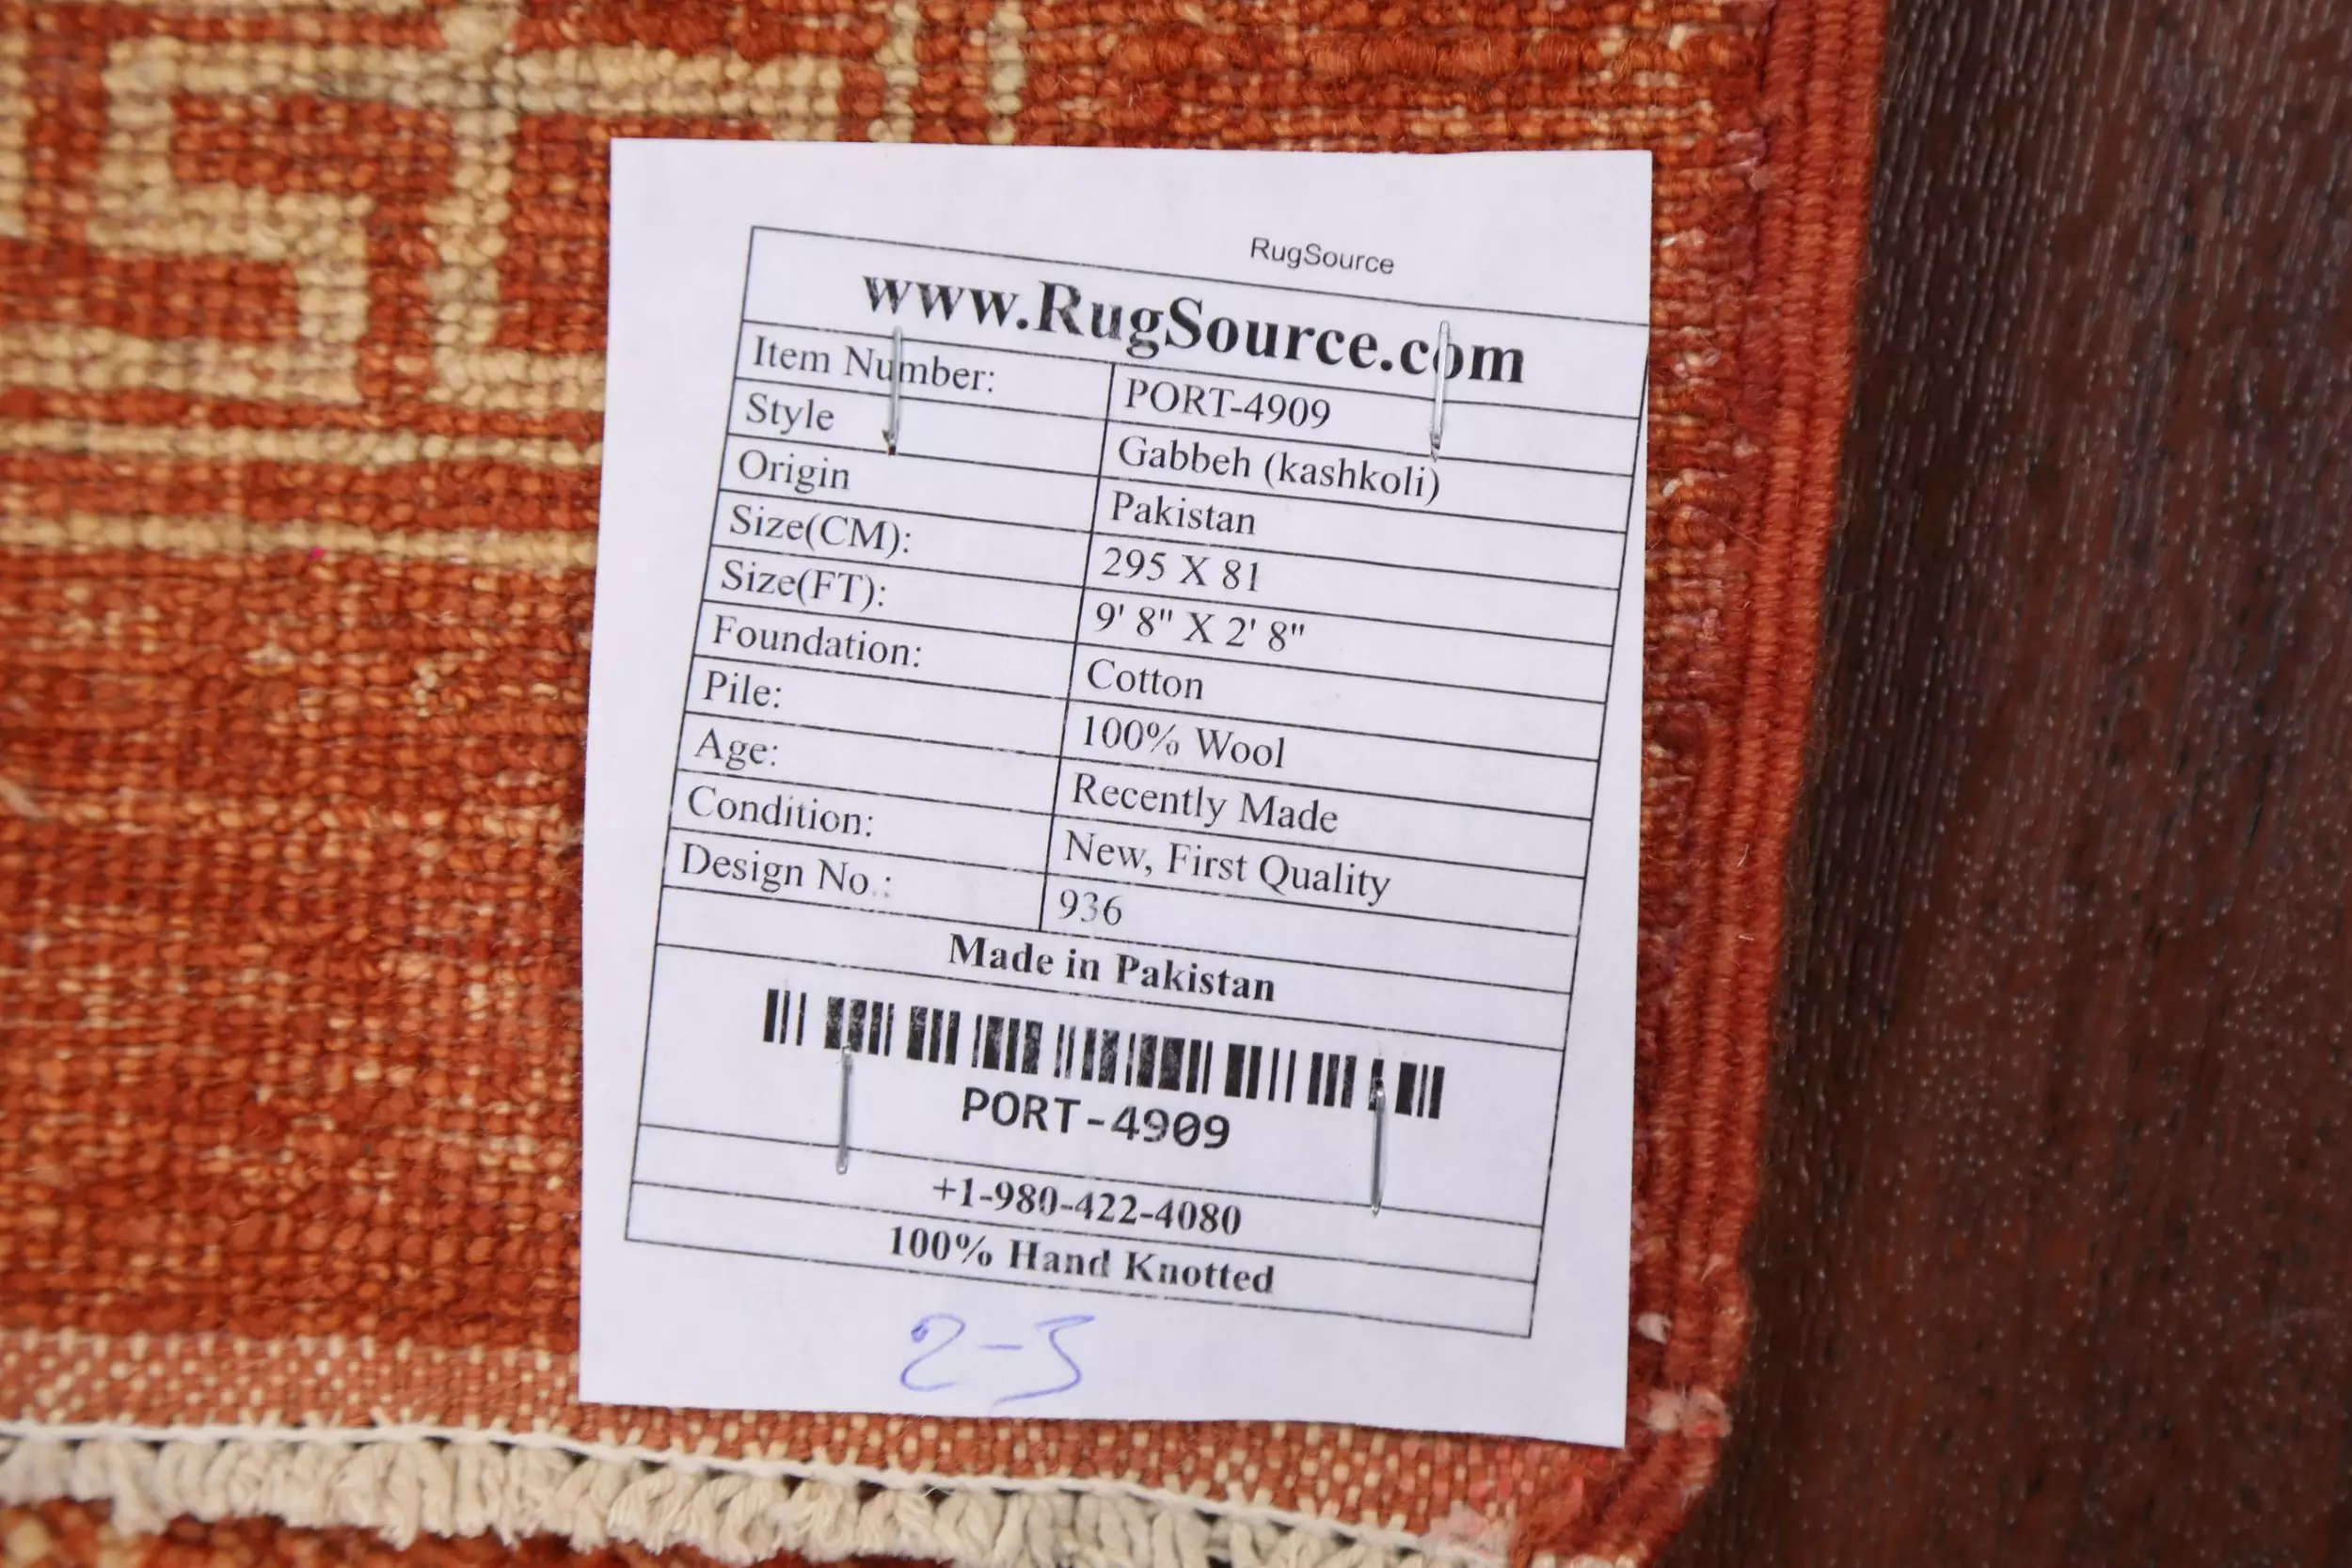 RugSource
www.RugSource.com
Item Number: PORT-4909
Style Gabbeh (kashkoli)
Origin Pakistan
Size(CM): 295 X 81
Size(FT): 9' 8" X 2' 8"
Foundation: Cotton
Pile: 100% Wool
Age: Recently Made
Condition: New, First Quality
Design No.: 936
Made in Pakistan
PORT-4909
+1-980-422-4080
100% Hand Knotted
2-3